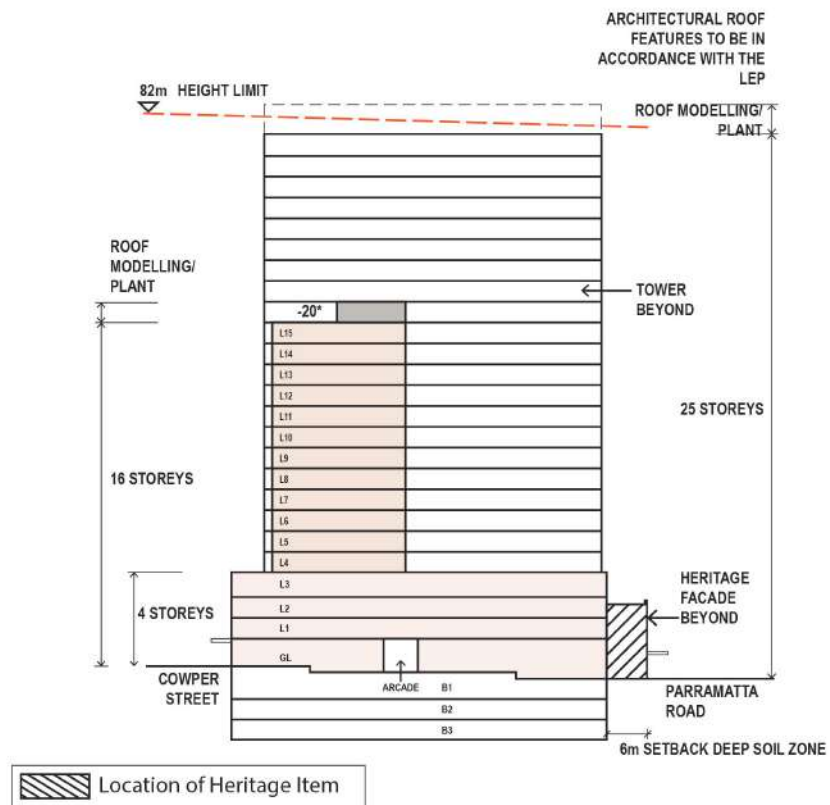 ARCHITECTURAL ROOF
FEATURES TO BE IN
ACCORDANCE WITH THE
LEP
82m HEIGHT LIMIT
ROOF MODELLING/
PLANT
ROOF
MODELLING/
PLANT
TOWER
BEYOND
-20*
L15
L14
L13
L12
L11
L10
L9
L8
L7
L6
L5
L4
25 STOREYS
16 STOREYS
L3
L2
L1
GL
4 STOREYS
HERITAGE
FACADE
BEYOND
COWPER
STREET
ARCADE
B1
B2
B3
PARRAMATTA
ROAD
6m SETBACK DEEP SOIL ZONE
Location of Heritage Item